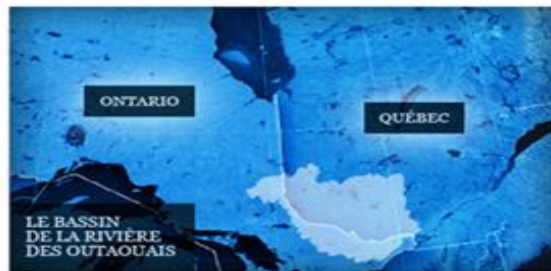 ONTARIO
QUÉBEC
LE BASSIN
DE LA RIVIÈRE
DES OUTAOUAIS